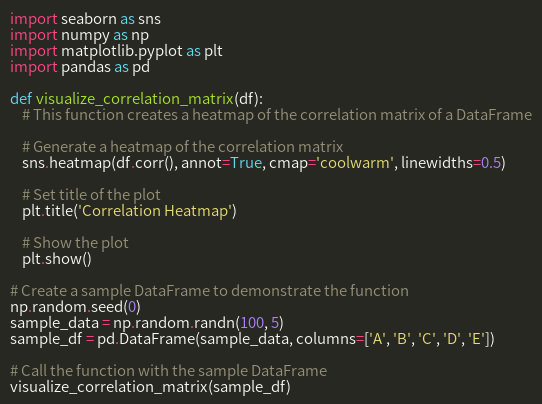 import seaborn as sns
import numpy as np
import matplotlib.pyplot as plt
import pandas as pd

def visualize_correlation_matrix(df):
    # This function creates a heatmap of the correlation matrix of a DataFrame

    # Generate a heatmap of the correlation matrix
    sns.heatmap(df.corr(), annot=True, cmap='coolwarm', linewidths=0.5)

    # Set title of the plot
    plt.title('Correlation Heatmap')

    # Show the plot
    plt.show()

# Create a sample DataFrame to demonstrate the function
np.random.seed(0)
sample_data = np.random.randn(100, 5)
sample_df = pd.DataFrame(sample_data, columns=['A', 'B', 'C', 'D', 'E'])

# Call the function with the sample DataFrame
visualize_correlation_matrix(sample_df)